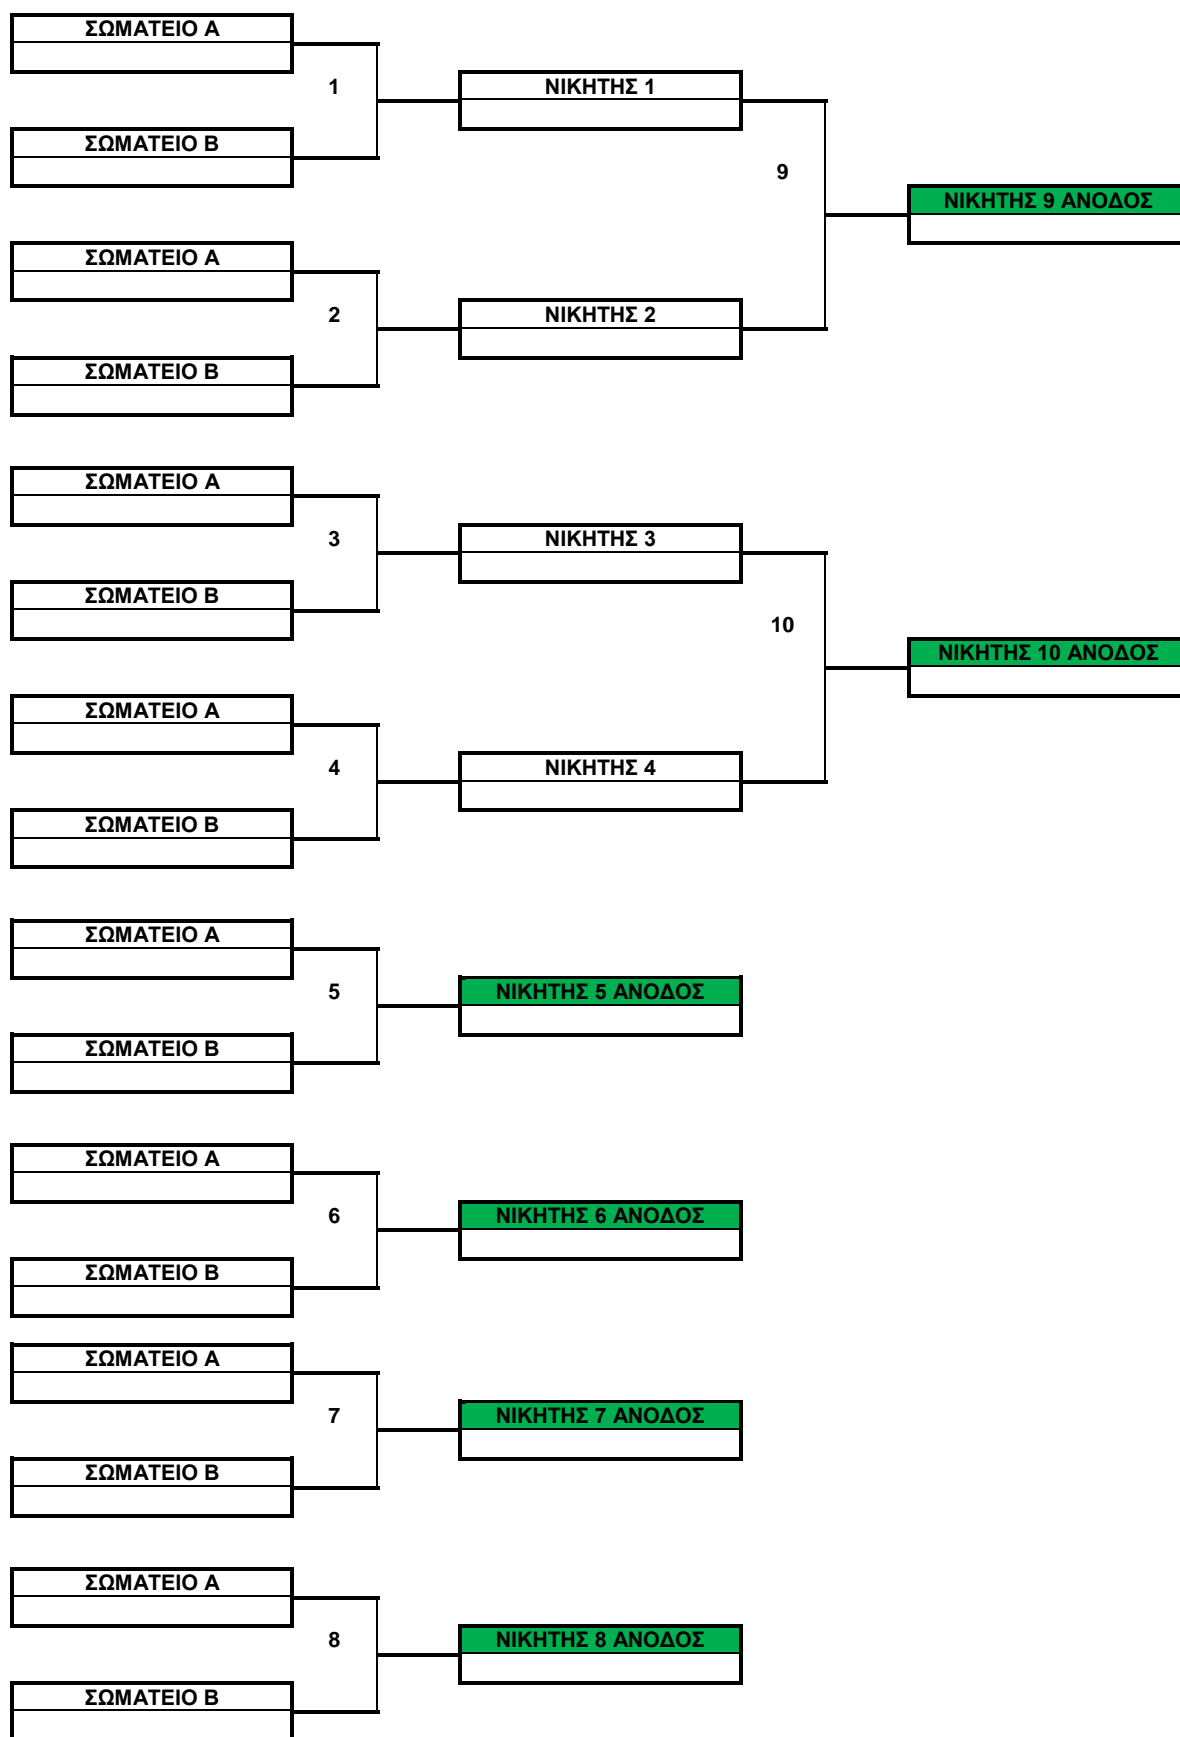 ΣΩΜΑΤΕΙΟ Α
1
ΝΙΚΗΤΗΣ 1
ΣΩΜΑΤΕΙΟ Β
9
ΝΙΚΗΤΗΣ 9 ΑΝΟΔΟΣ
ΣΩΜΑΤΕΙΟ Α
2
ΝΙΚΗΤΗΣ 2
ΣΩΜΑΤΕΙΟ Β
ΣΩΜΑΤΕΙΟ Α
3
ΝΙΚΗΤΗΣ 3
ΣΩΜΑΤΕΙΟ Β
10
ΝΙΚΗΤΗΣ 10 ΑΝΟΔΟΣ
ΣΩΜΑΤΕΙΟ Α
4
ΝΙΚΗΤΗΣ 4
ΣΩΜΑΤΕΙΟ Β
ΣΩΜΑΤΕΙΟ Α
5
ΝΙΚΗΤΗΣ 5 ΑΝΟΔΟΣ
ΣΩΜΑΤΕΙΟ Β
ΣΩΜΑΤΕΙΟ Α
6
ΝΙΚΗΤΗΣ 6 ΑΝΟΔΟΣ
ΣΩΜΑΤΕΙΟ Β
ΣΩΜΑΤΕΙΟ Α
7
ΝΙΚΗΤΗΣ 7 ΑΝΟΔΟΣ
ΣΩΜΑΤΕΙΟ Β
ΣΩΜΑΤΕΙΟ Α
8
ΝΙΚΗΤΗΣ 8 ΑΝΟΔΟΣ
ΣΩΜΑΤΕΙΟ Β